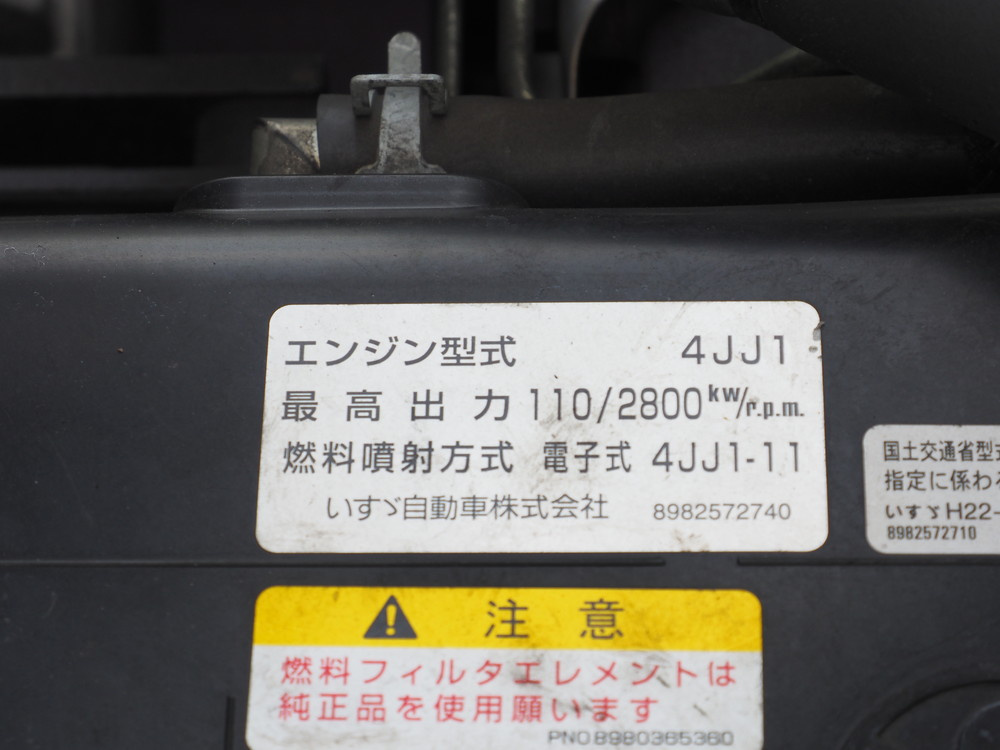 エンジン型式 4JJ1
最高出力 110/2800kw/r.p.m.
燃料噴射方式 電子式 4JJ1-11
いすゞ自動車株式会社 8982572740
国土交通省型式
指定に係わる
いすゞH22-
8982572710
注意
燃料フィルタエレメントは
純正品を使用願います
PNO8980365360